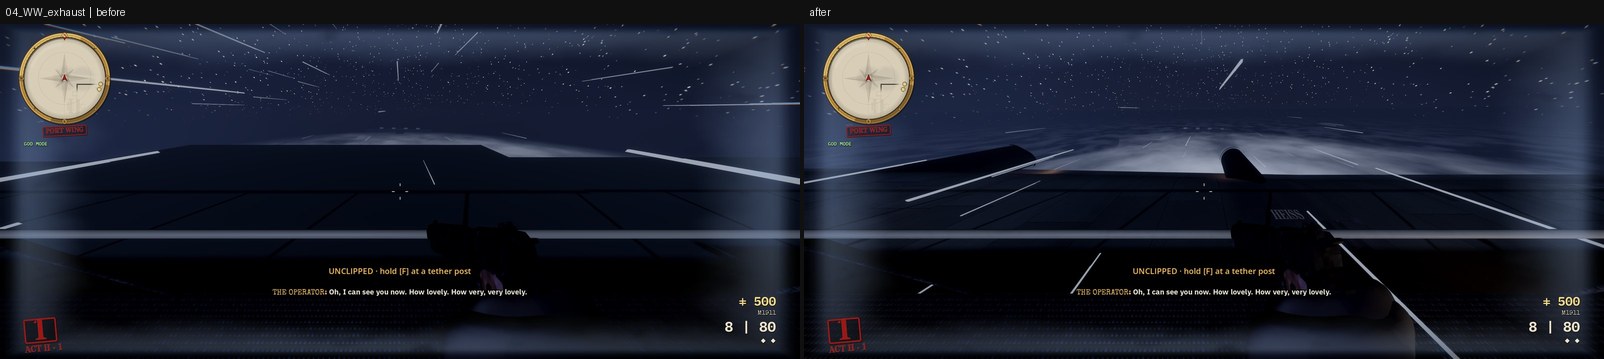 04_WW_exhaust | before
PORT WING
GOD MODE
UNCLIPPED · hold [F] at a tether post
THE OPERATOR: Oh, I can see you now. How lovely. How very, very lovely.
500
M1911
8 | 80
1
ACT II - 1
after
PORT WING
GOD MODE
HEISS
UNCLIPPED · hold [F] at a tether post
THE OPERATOR: Oh, I can see you now. How lovely. How very, very lovely.
500
M1911
8 | 80
1
ACT II - 1